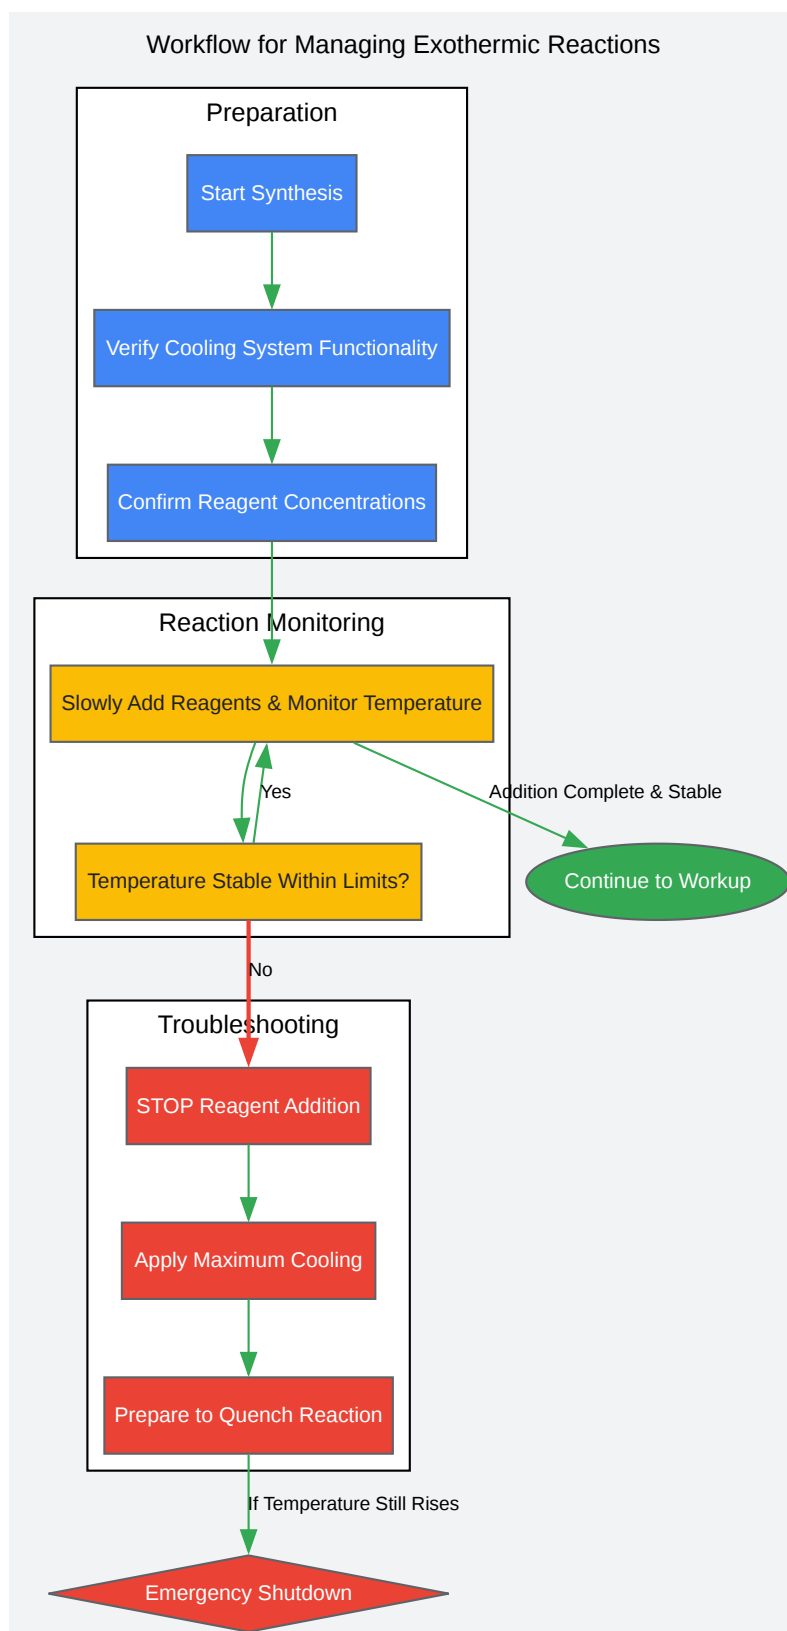 Workflow for Managing Exothermic Reactions
Preparation
Start Synthesis
Verify Cooling System Functionality
Confirm Reagent Concentrations
Reaction Monitoring
Slowly Add Reagents & Monitor Temperature
Yes
Addition Complete & Stable
Temperature Stable Within Limits?
Continue to Workup
No
Troubleshooting
STOP Reagent Addition
Apply Maximum Cooling
Prepare to Quench Reaction
If Temperature Still Rises
Emergency Shutdown